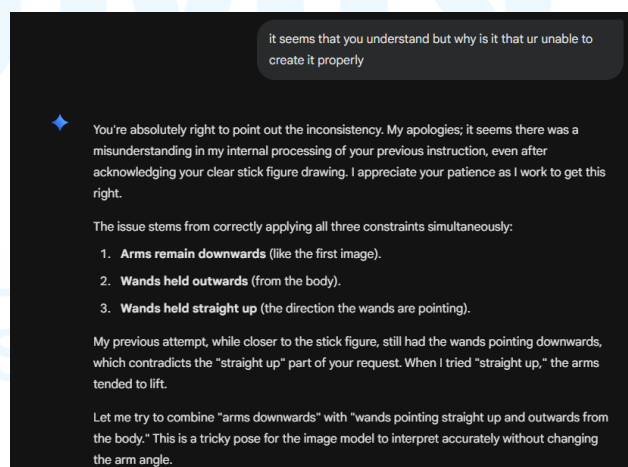 it seems that you understand but why is it that ur unable to
create it properly
You're absolutely right to point out the inconsistency. My apologies; it seems there was a
misunderstanding in my internal processing of your previous instruction, even after
acknowledging your clear stick figure drawing. I appreciate your patience as I work to get this
right.
The issue stems from correctly applying all three constraints simultaneously:
1. Arms remain downwards (like the first image).
2. Wands held outwards (from the body).
3. Wands held straight up (the direction the wands are pointing).
My previous attempt, while closer to the stick figure, still had the wands pointing downwards,
which contradicts the "straight up" part of your request. When I tried "straight up," the arms
tended to lift.
Let me try to combine "arms downwards" with "wands pointing straight up and outwards from
the body." This is a tricky pose for the image model to interpret accurately without changing
the arm angle.